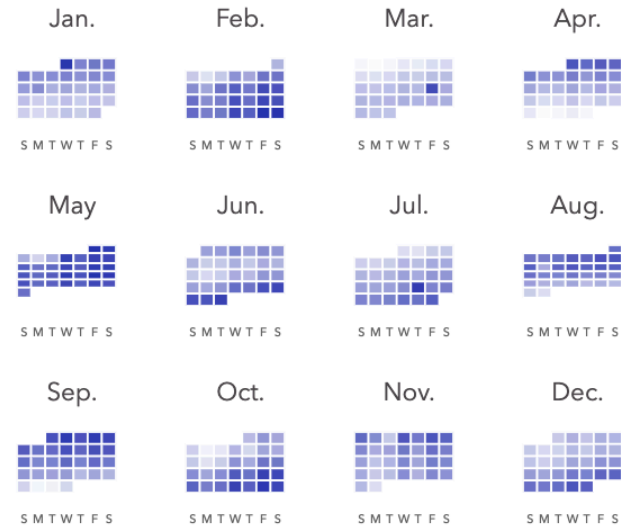 Jan. Feb. Mar. Apr.
S M T W T F S S M T W T F S S M T W T F S S M T W T F S
May Jun. Jul. Aug.
S M T W T F S S M T W T F S S M T W T F S S M T W T F S
Sep. Oct. Nov. Dec.
S M T W T F S S M T W T F S S M T W T F S S M T W T F S